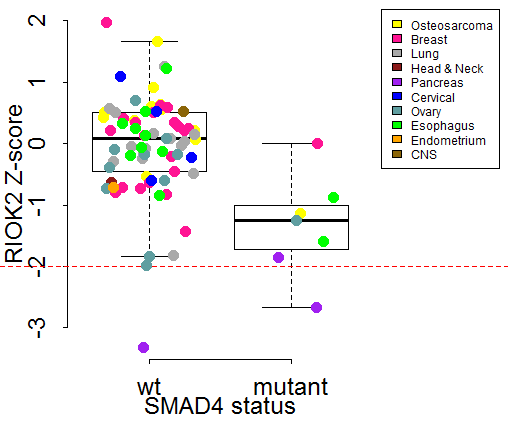 RIOK2 Z-score
2
1
0
-1
-2
-3
wt
mutant
SMAD4 status
Osteosarcoma
Breast
Lung
Head & Neck
Pancreas
Cervical
Ovary
Esophagus
Endometrium
CNS